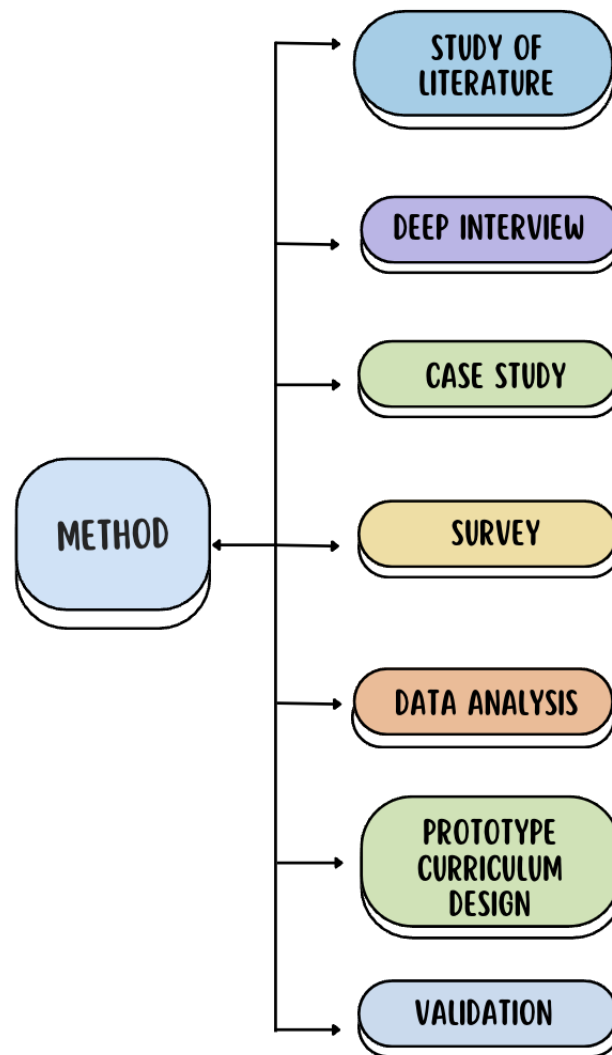 STUDY OF
LITERATURE
DEEP INTERVIEW
CASE STUDY
METHOD
SURVEY
DATA ANALYSIS
PROTOTYPE
CURRICULUM
DESIGN
VALIDATION